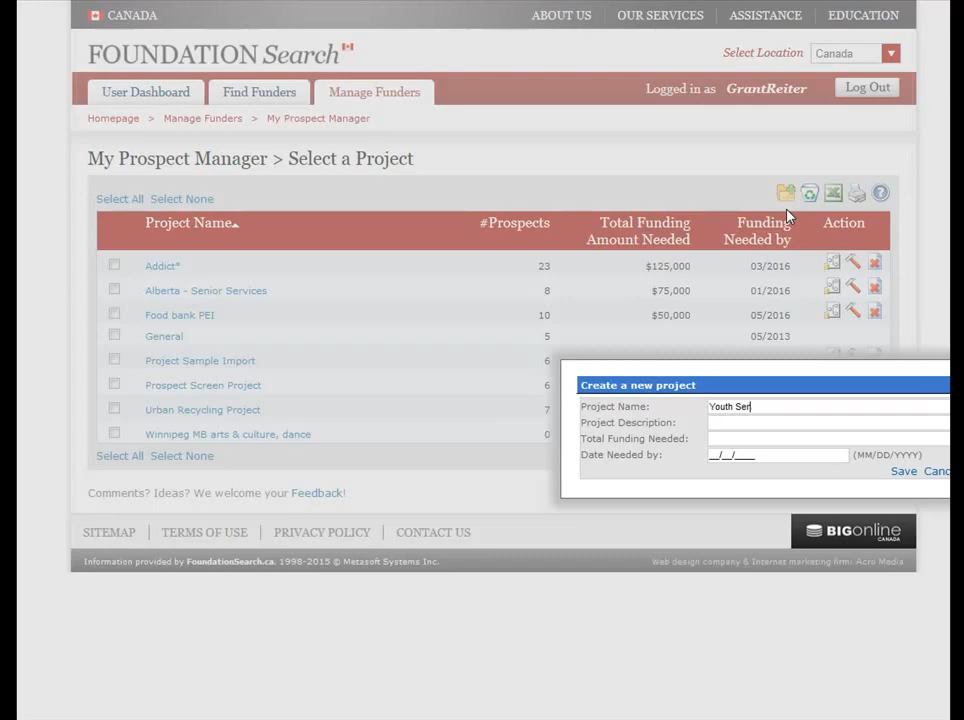 CANADA
ABOUT US OUR SERVICES ASSISTANCE EDUCATION
FOUNDATION Search
Select Location Canada
User Dashboard Find Funders Manage Funders
Logged in as GrantReiter Log Out
Homepage > Manage Funders > My Prospect Manager
My Prospect Manager > Select a Project
Select All Select None
Project Name #Prospects Total Funding Amount Needed Funding Needed by Action
Addict* 23 $125,000 03/2016
Alberta - Senior Services 8 $75,000 01/2016
Food bank PEI 10 $50,000 05/2016
General 5 05/2013
Project Sample Import 6
Prospect Screen Project 6
Urban Recycling Project 7
Winnipeg MB arts & culture, dance 0
Select All Select None
Create a new project
Project Name: Youth Ser
Project Description:
Total Funding Needed:
Date Needed by: __/__/____ (MM/DD/YYYY)
Save Canc
Comments? Ideas? We welcome your Feedback!
SITEMAP TERMS OF USE PRIVACY POLICY CONTACT US
BIGonline
CANADA
Information provided by FoundationSearch.ca. 1998-2015 © Metasoft Systems Inc.
Web design company & Internet marketing firm: Acro Media